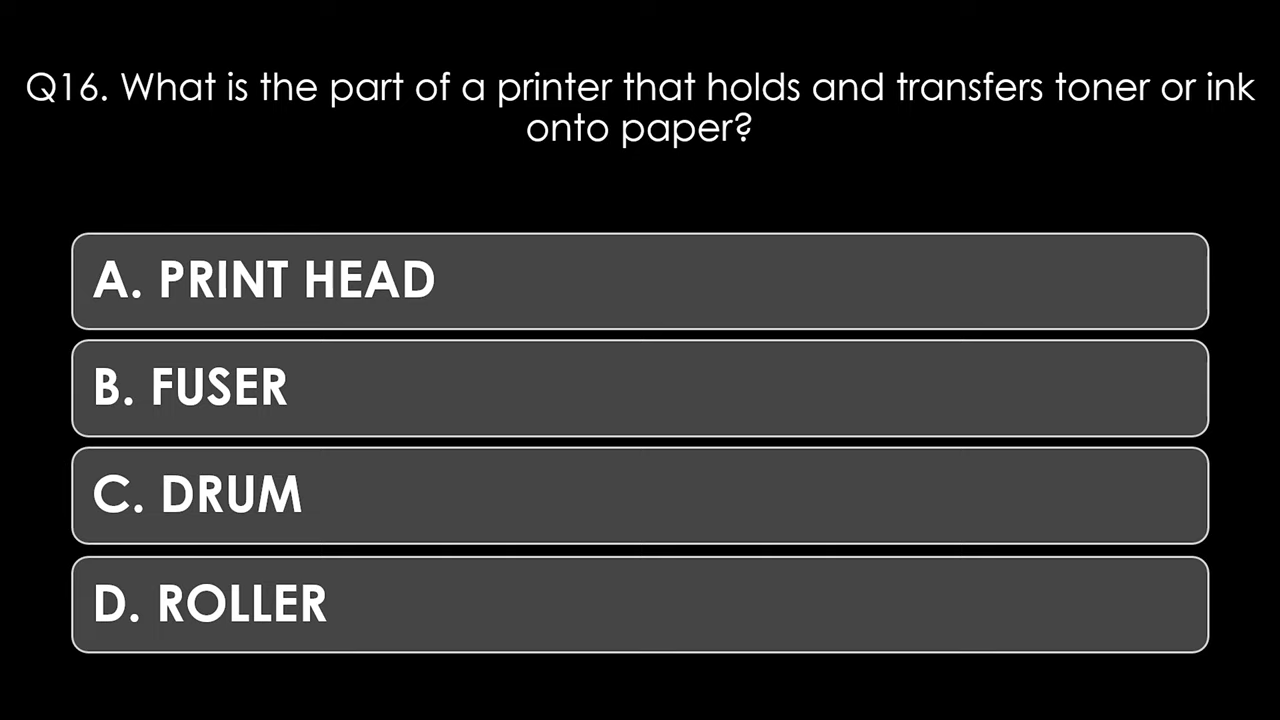 Q16. What is the part of a printer that holds and transfers toner or ink
onto paper?
A. PRINT HEAD
B. FUSER
C. DRUM
D. ROLLER